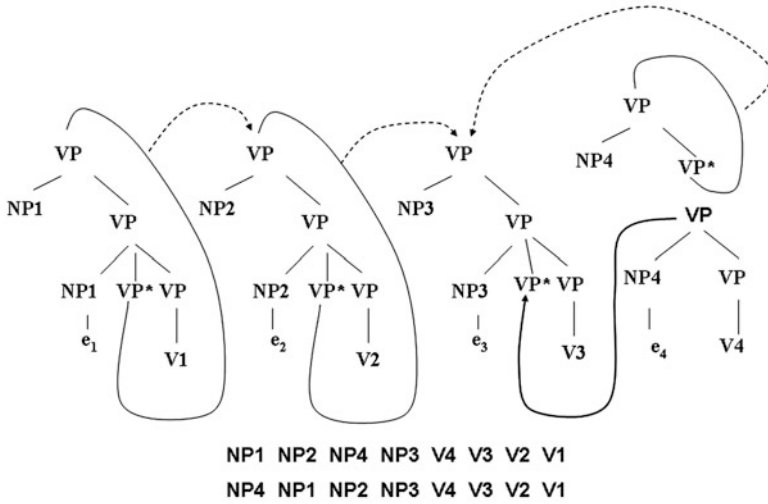 VP
NP4 VP*
VP VP VP
NP1 NP2 NP3
VP VP VP VP
NP4 VP
NP1 VP* VP NP2 VP* VP NP3 VP* VP
e1 e2 e3 e4 V4
V1 V2 V3
NP1 NP2 NP4 NP3 V4 V3 V2 V1
NP4 NP1 NP2 NP3 V4 V3 V2 V1